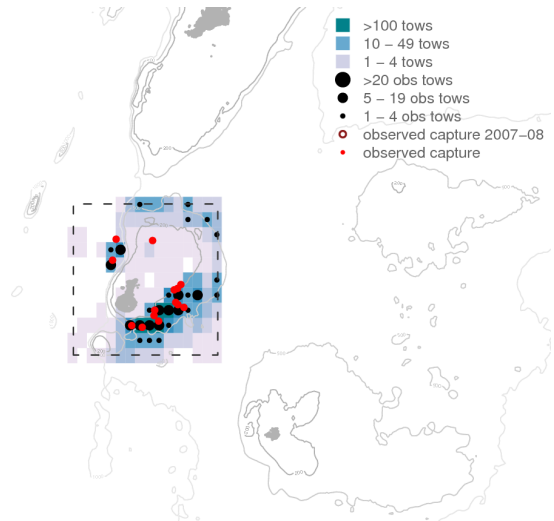 >100 tows
10 − 49 tows
1 − 4 tows
>20 obs tows
5 − 19 obs tows
1 − 4 obs tows
observed capture 2007−08
observed capture